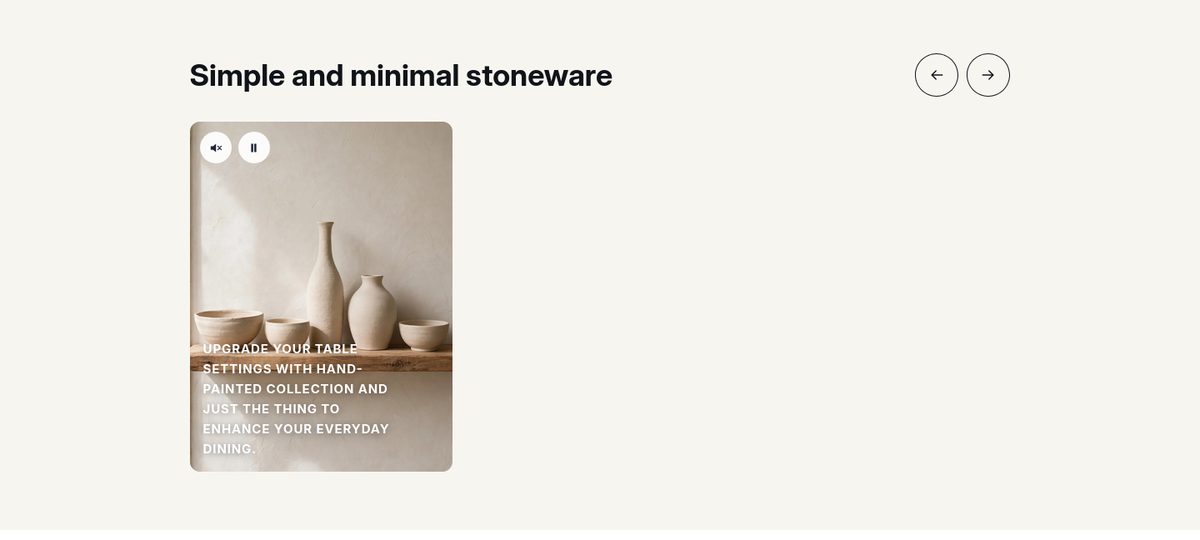 Simple and minimal stoneware
UPGRADE YOUR TABLE
SETTINGS WITH HAND-
PAINTED COLLECTION AND
JUST THE THING TO
ENHANCE YOUR EVERYDAY
DINING.